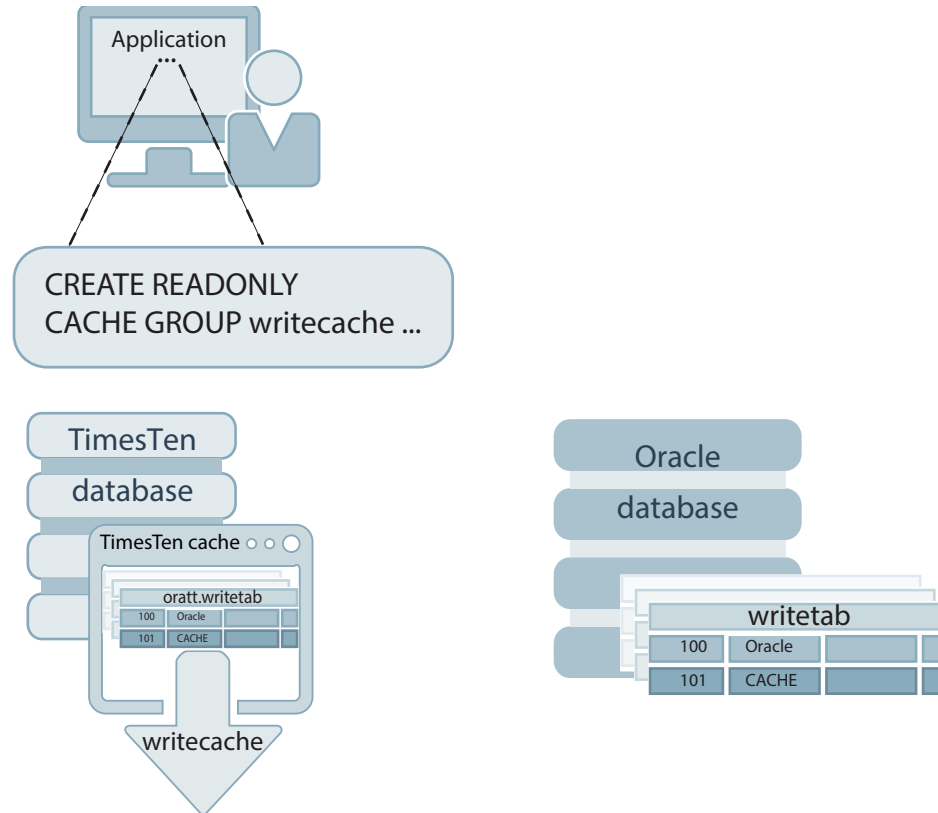 Application
...
CREATE READONLY
CACHE GROUP writecache ...
TimesTen
database
TimesTen cache
oratt.writetab
100 Oracle
101 CACHE
writecache
Oracle
database
writetab
100 Oracle
101 CACHE